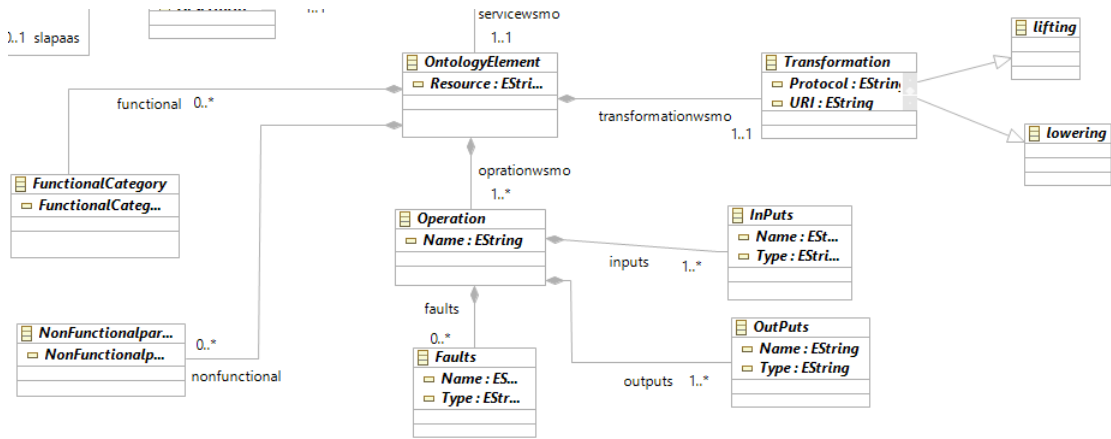 servicewsmo
0..1 slapaas
1..1
lifting
OntologyElement
Resource : EStri...
Transformation
Protocol : EString
URI : EString
functional 0..*
transformationwsmo
1..1
lowering
oprationwsmo
1..*
FunctionalCategory
FunctionalCateg...
Operation
Name : EString
InPuts
Name : ESt...
Type : EStri...
inputs 1..*
faults
0..*
NonFunctionalpar...
NonFunctionalp...
0..*
nonfunctional
OutPuts
Name : EString
Type : EString
Faults
Name : ES...
Type : EStr...
outputs 1..*